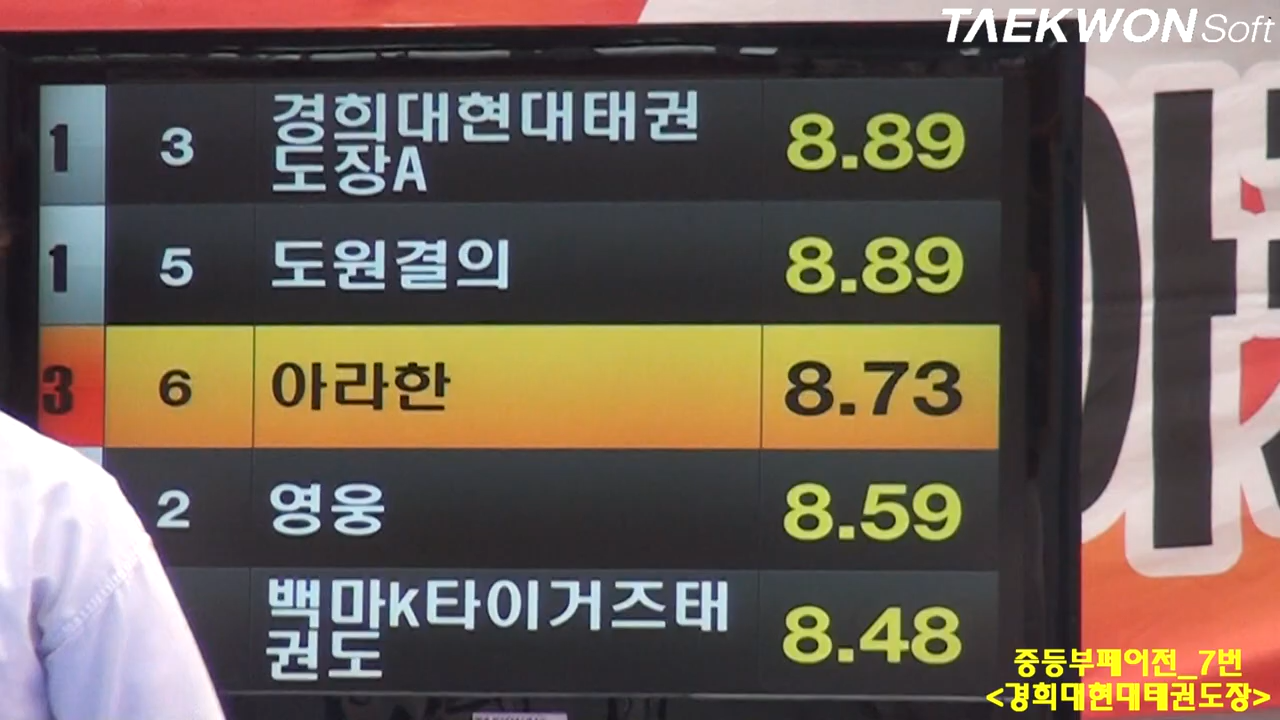 TAEKWON Soft
1 3 경희대현대태권
도장A 8.89
1 5 도원결의 8.89
3 6 아라한 8.73
2 영웅 8.59
백마K타이거즈태
권도 8.48
중등부페어전_7번
<경희대현대태권도장>